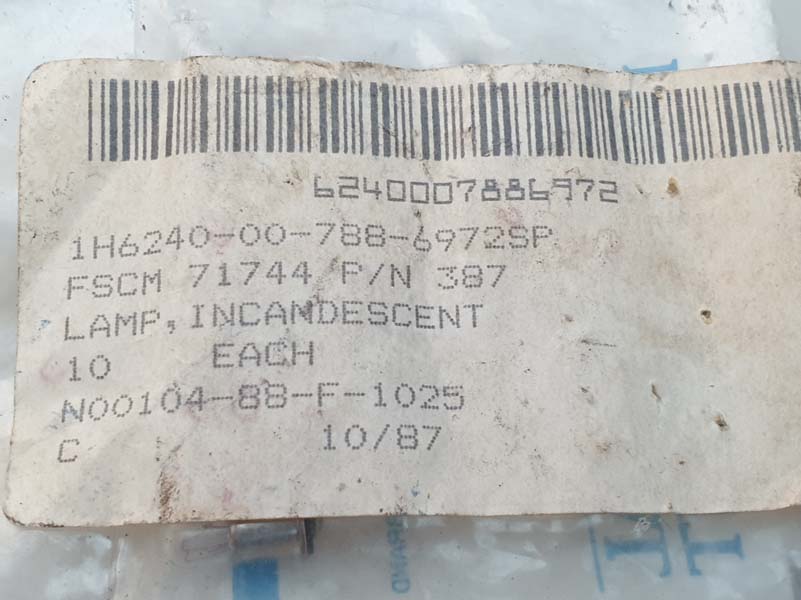 6240007886972
1H6240-00-788-6972SP
FSCM 71744 P/N 387
LAMP, INCANDESCENT
10 EACH
N00104-88-F-1025
C 10/87